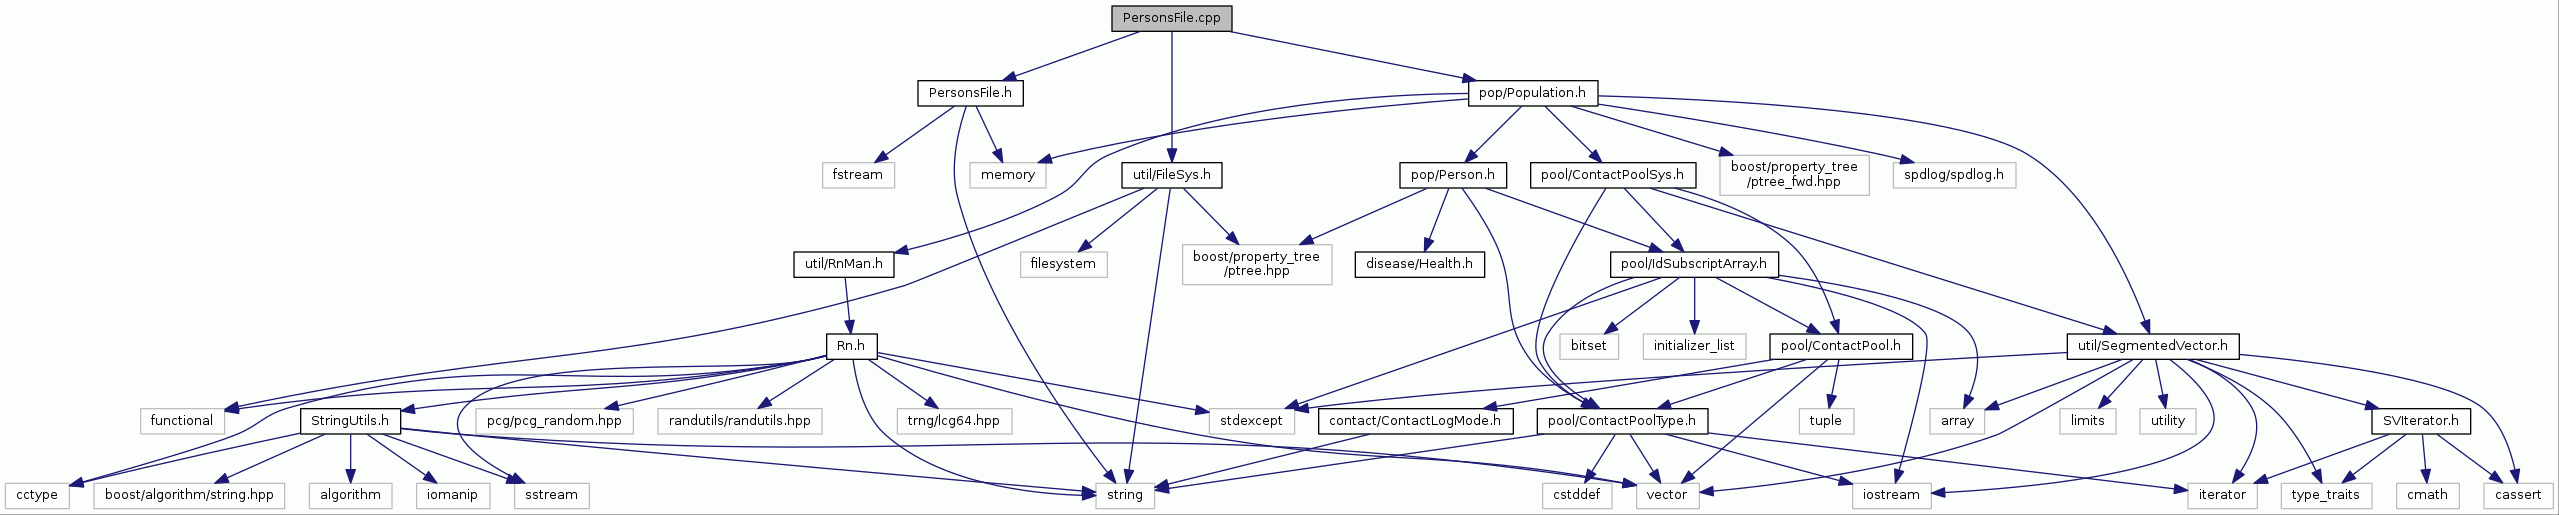 PersonsFile.cpp
PersonsFile.h
pop/Population.h
fstream
memory
util/FileSys.h
pop/Person.h
pool/ContactPoolSys.h
boost/property_tree
/ptree_fwd.hpp
spdlog/spdlog.h
util/RnMan.h
filesystem
boost/property_tree
/ptree.hpp
disease/Health.h
pool/IdSubscriptArray.h
Rn.h
bitset
initializer_list
pool/ContactPool.h
util/SegmentedVector.h
functional
StringUtils.h
pcg/pcg_random.hpp
randutils/randutils.hpp
trng/lcg64.hpp
stdexcept
contact/ContactLogMode.h
pool/ContactPoolType.h
tuple
array
limits
utility
SVIterator.h
cctype
boost/algorithm/string.hpp
algorithm
iomanip
sstream
string
cstddef
vector
iostream
iterator
type_traits
cmath
cassert